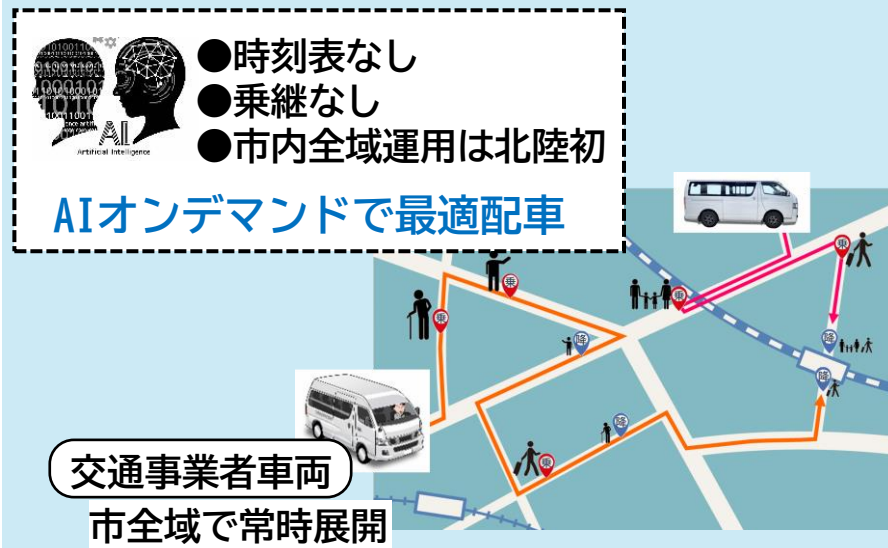 ●時刻表なし
●乗継なし
●市内全域運用は北陸初
AI
Artificial Intelligence
AIオンデマンドで最適配車
乗
乗
乗
乗
降
降
降
降
乗
交通事業者車両
市全域で常時展開